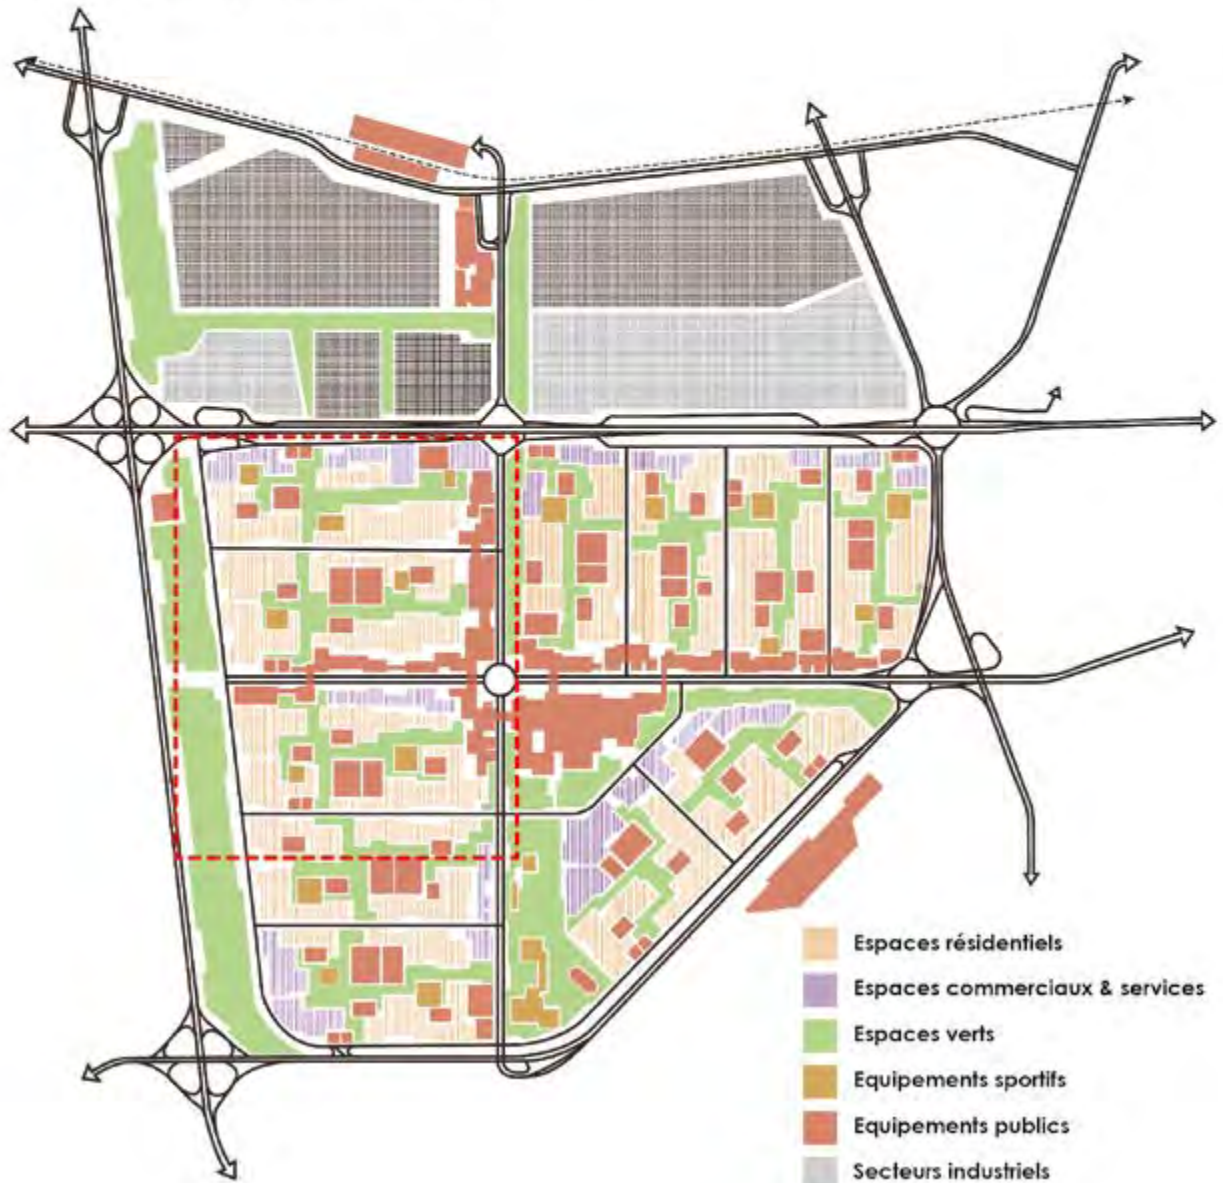 Espaces résidentiels
Espaces commerciaux & services
Espaces verts
Equipements sportifs
Equipements publics
Secteurs industriels